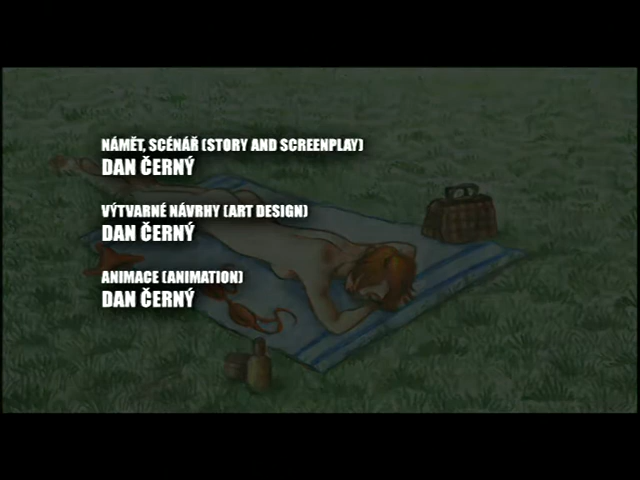 NÁMĚT, SCÉNÁŘ (STORY AND SCREENPLAY)
DAN ČERNÝ
VÝTVARNÉ NÁVRHY (ART DESIGN)
DAN ČERNÝ
ANIMACE (ANIMATION)
DAN ČERNÝ